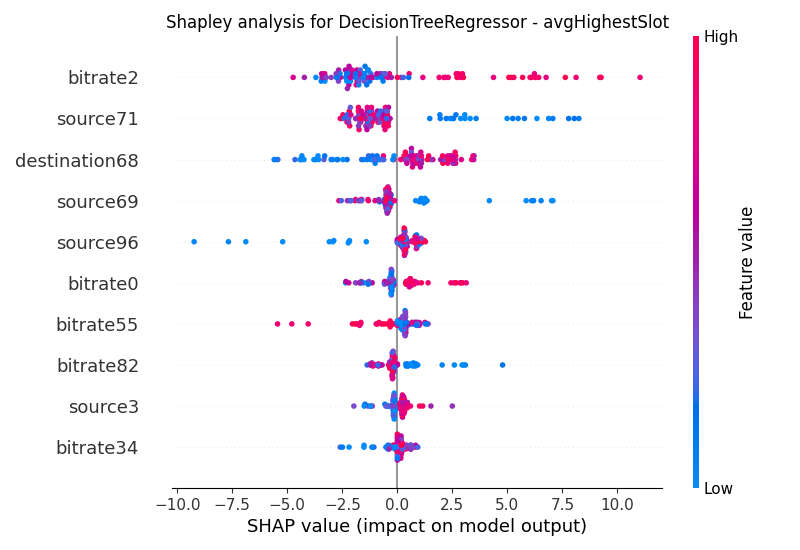 Shapley analysis for DecisionTreeRegressor - avgHighestSlot
High
bitrate2
source71
destination68
source69
source96
bitrate0
bitrate55
bitrate82
source3
bitrate34
Feature value
Low
−10.0 −7.5 −5.0 −2.5 0.0 2.5 5.0 7.5 10.0
SHAP value (impact on model output)